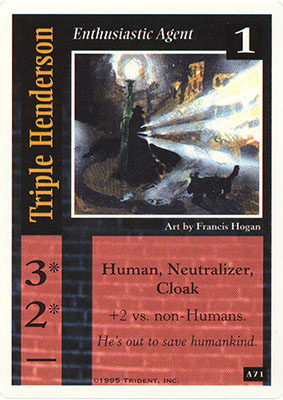 Enthusiastic Agent
1
Triple Henderson
Art by Francis Hogan
3*
2*
—
Human, Neutralizer,
Cloak
+2 vs. non-Humans.
He's out to save humankind.
A71
©1995 TRIDENT, INC.